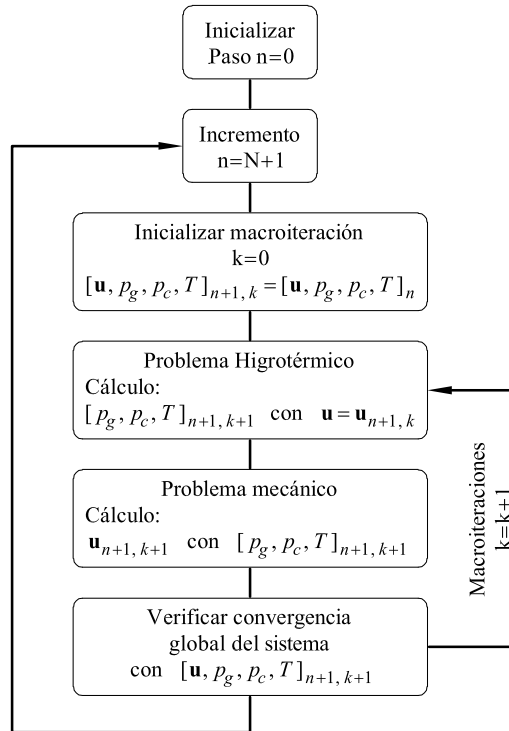 Inicializar
Paso n=0
Incremento
n=N+1
Inicializar macroiteración
k=0
[u, p_g, p_c, T]_{n+1, k} = [u, p_g, p_c, T]_n
Problema Higrotérmico
Cálculo:
[p_g, p_c, T]_{n+1, k+1} con u = u_{n+1, k}
Problema mecánico
Cálculo:
u_{n+1, k+1} con [p_g, p_c, T]_{n+1, k+1}
Verificar convergencia
global del sistema
con [u, p_g, p_c, T]_{n+1, k+1}
Macroiteraciones
k=k+1